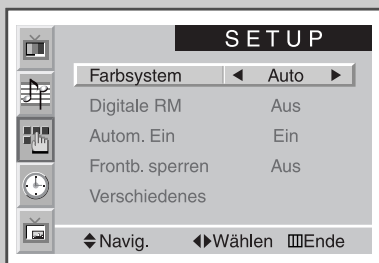 SETUP
Farbsystem ◀ Auto ▶
Digitale RM Aus
Autom. Ein Ein
Frontb. sperren Aus
Verschiedenes
Navig. Wählen Ende